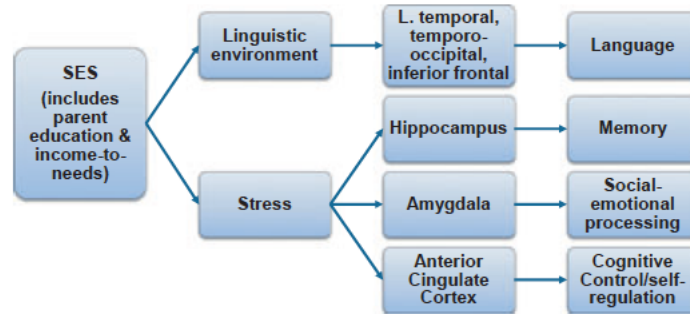 SES
(includes
parent
education &
income-to-
needs)
Linguistic
environment
L. temporal,
temporo-
occipital,
inferior frontal
Language
Stress
Hippocampus
Memory
Amygdala
Social-
emotional
processing
Anterior
Cingulate
Cortex
Cognitive
Control/self-
regulation